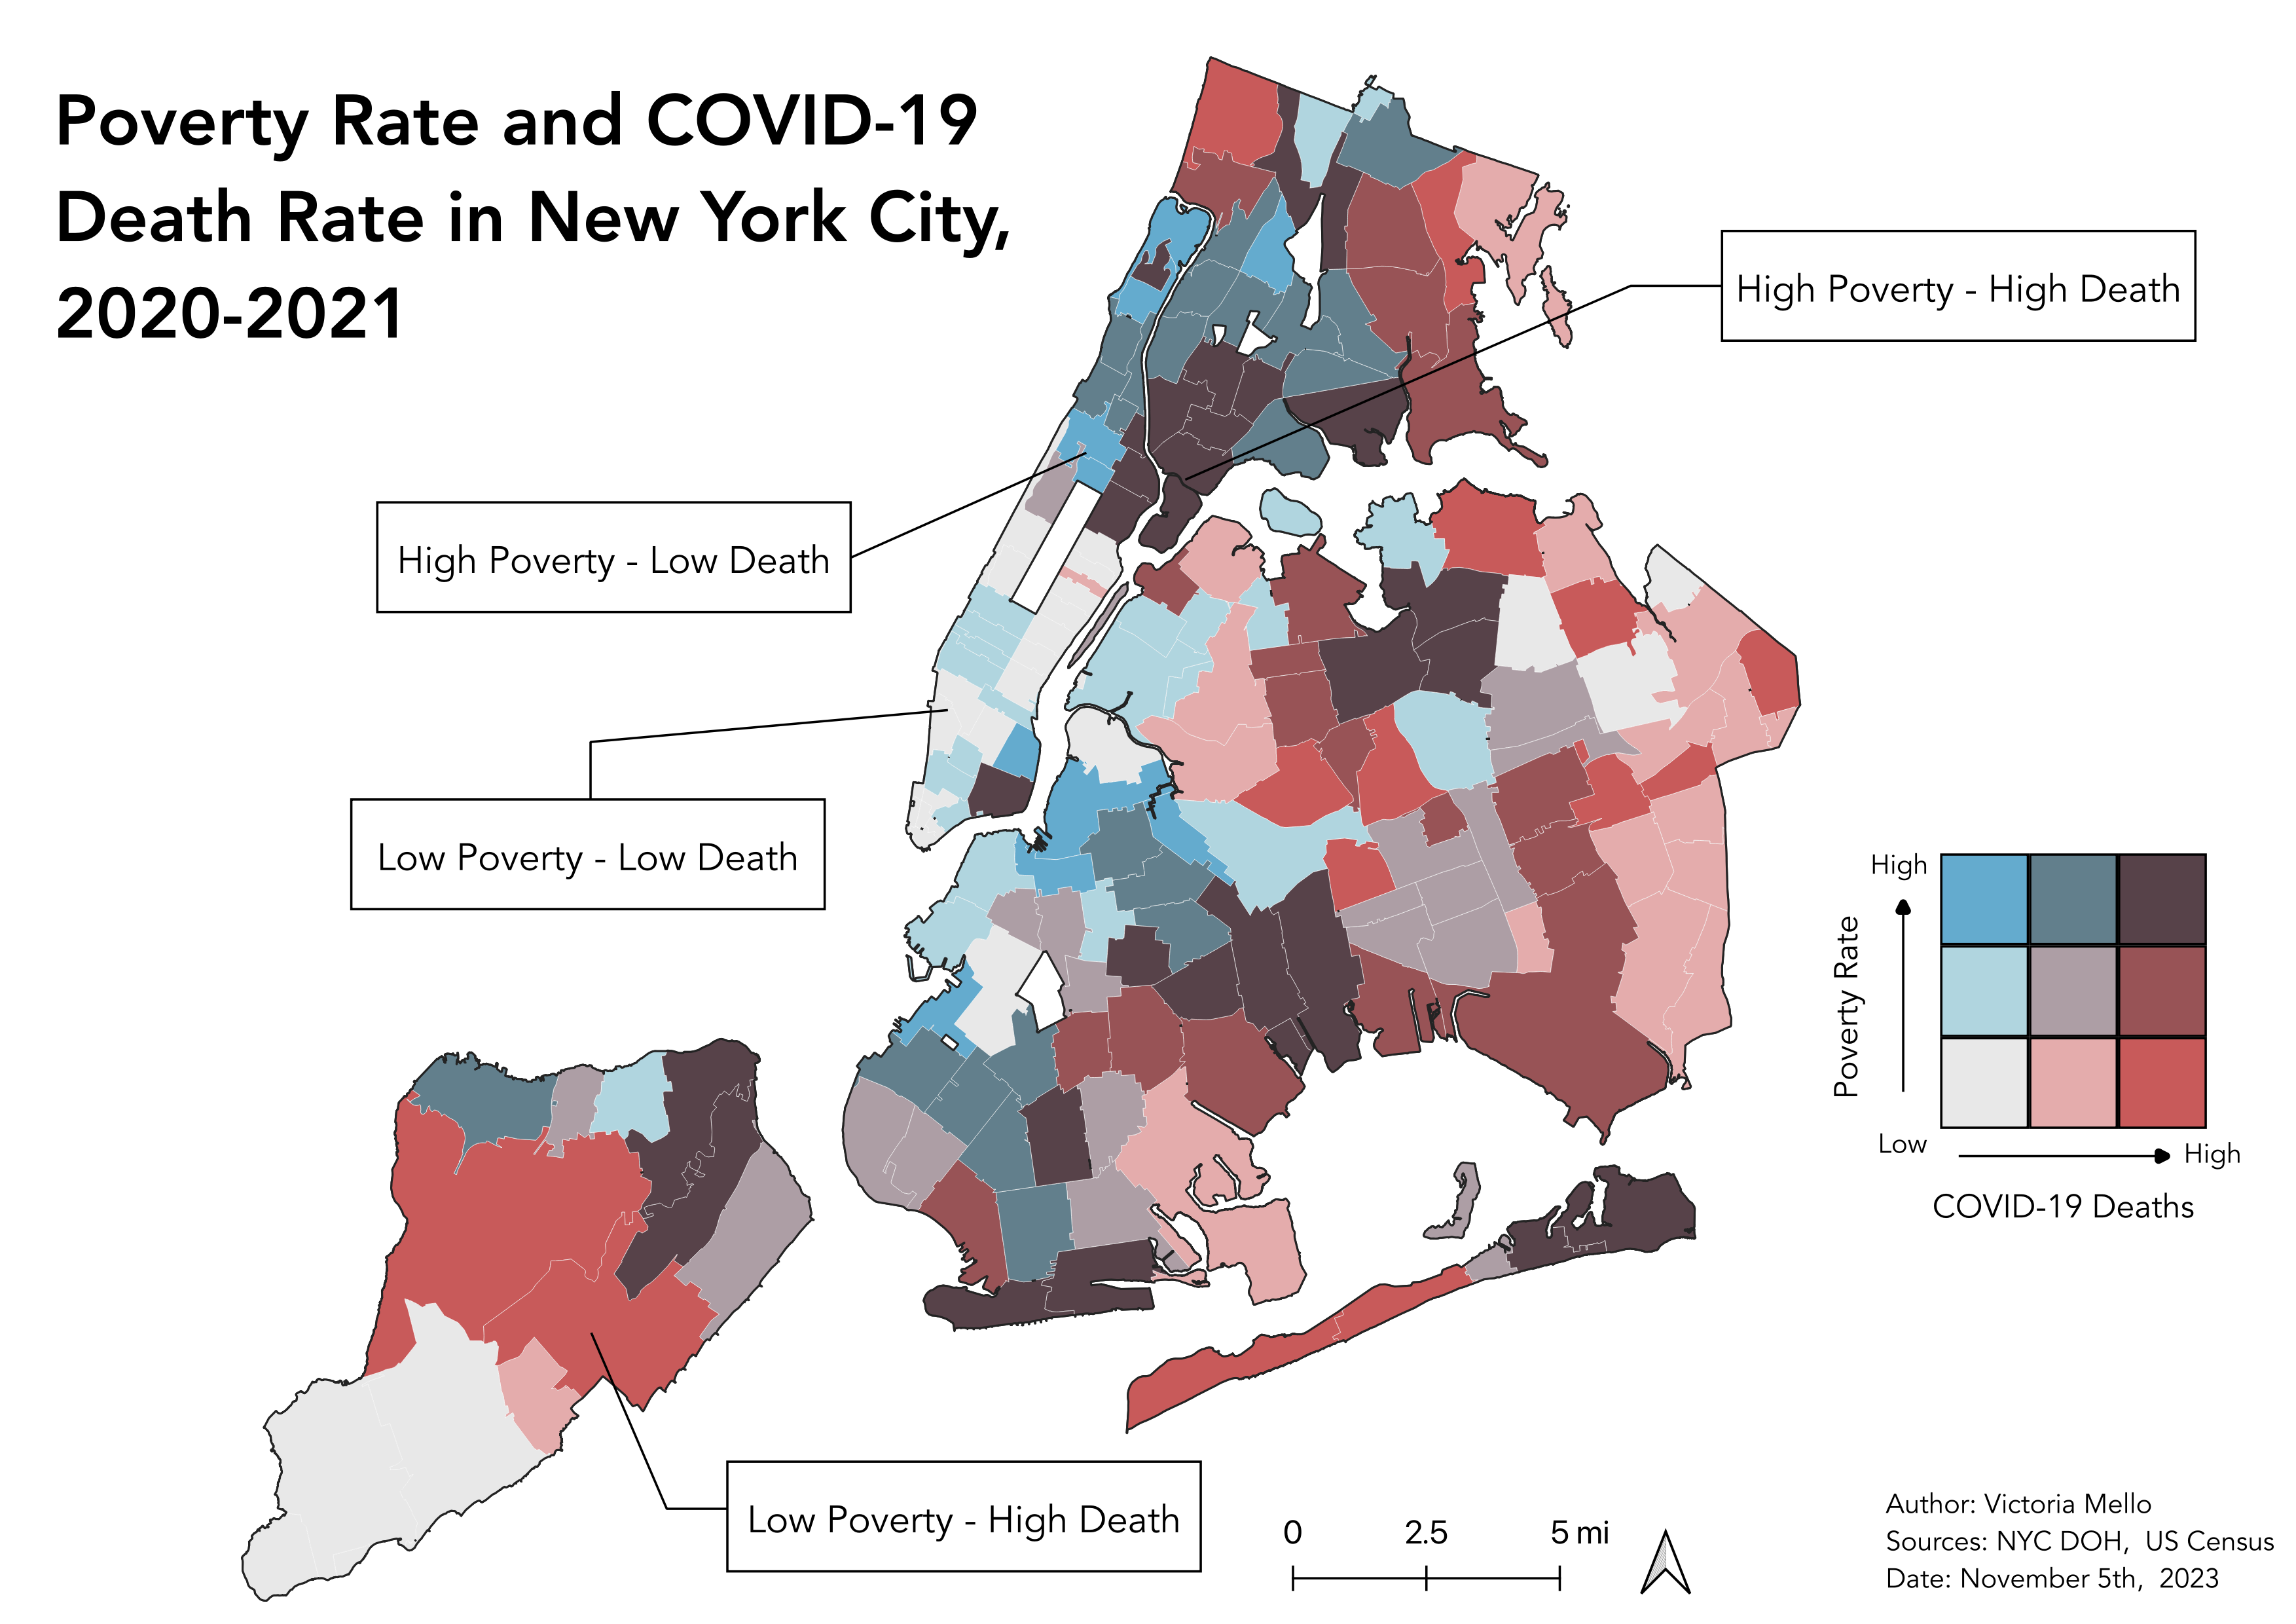 Poverty Rate and COVID-19
Death Rate in New York City,
2020-2021
High Poverty - High Death
High Poverty - Low Death
Low Poverty - Low Death
High
Poverty Rate
Low
High
COVID-19 Deaths
Low Poverty - High Death
0 2.5 5 mi
Author: Victoria Mello
Sources: NYC DOH, US Census
Date: November 5th, 2023